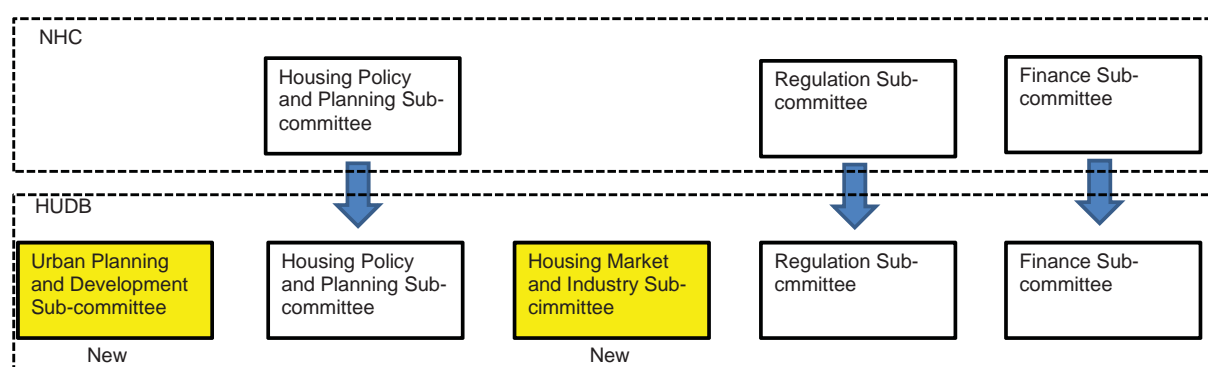 NHC
Housing Policy
and Planning Sub-
committee
Regulation Sub-
committee
Finance Sub-
committee
HUDB
Urban Planning
and Development
Sub-committee
Housing Policy
and Planning Sub-
committee
Housing Market
and Industry Sub-
cimmittee
Regulation Sub-
cmmittee
Finance Sub-
committee
New
New